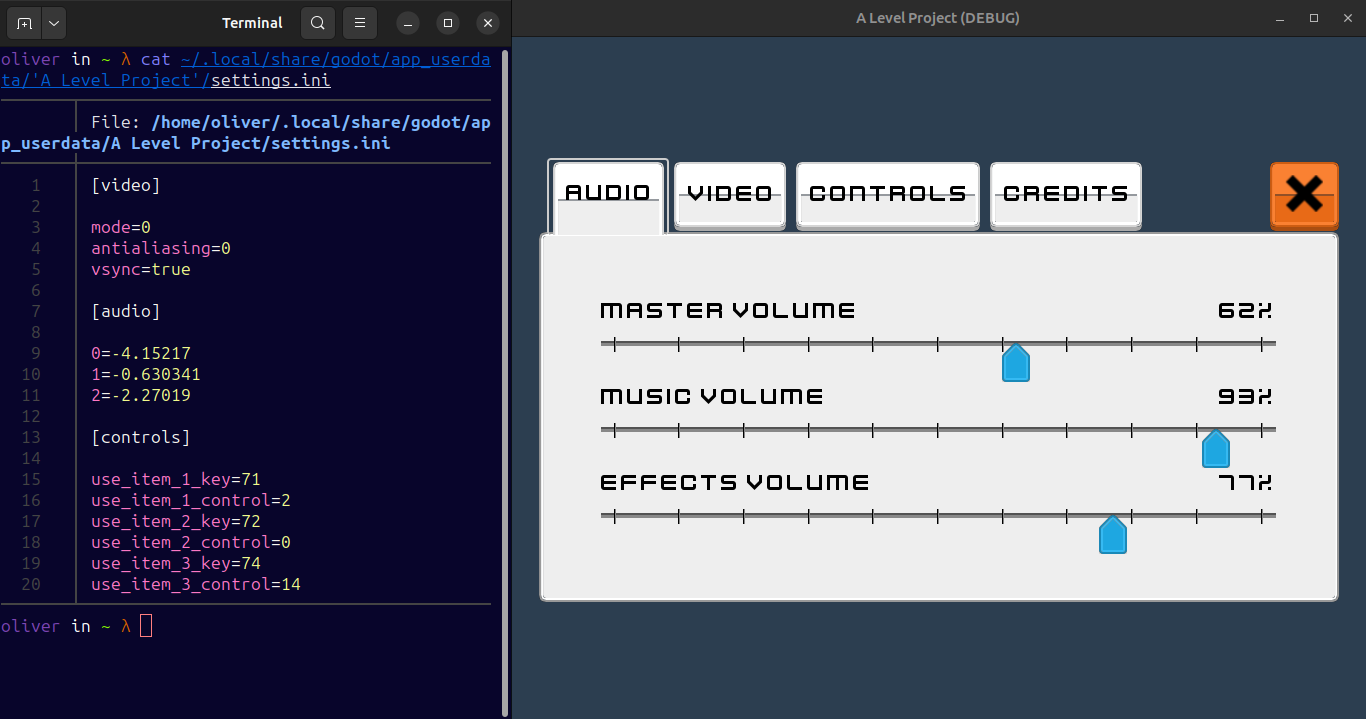 Terminal
oliver in ~ λ cat ~/.local/share/godot/app_userda
ta/'A Level Project'/settings.ini
File: /home/oliver/.local/share/godot/ap
p_userdata/A Level Project/settings.ini
1 [video]
2
3 mode=0
4 antialiasing=0
5 vsync=true
6
7 [audio]
8
9 0=-4.15217
10 1=-0.630341
11 2=-2.27019
12
13 [controls]
14
15 use_item_1_key=71
16 use_item_1_control=2
17 use_item_2_key=72
18 use_item_2_control=0
19 use_item_3_key=74
20 use_item_3_control=14
oliver in ~ λ
A Level Project (DEBUG)
AUDIO VIDEO CONTROLS CREDITS
MASTER VOLUME 62%
MUSIC VOLUME 93%
EFFECTS VOLUME 77%